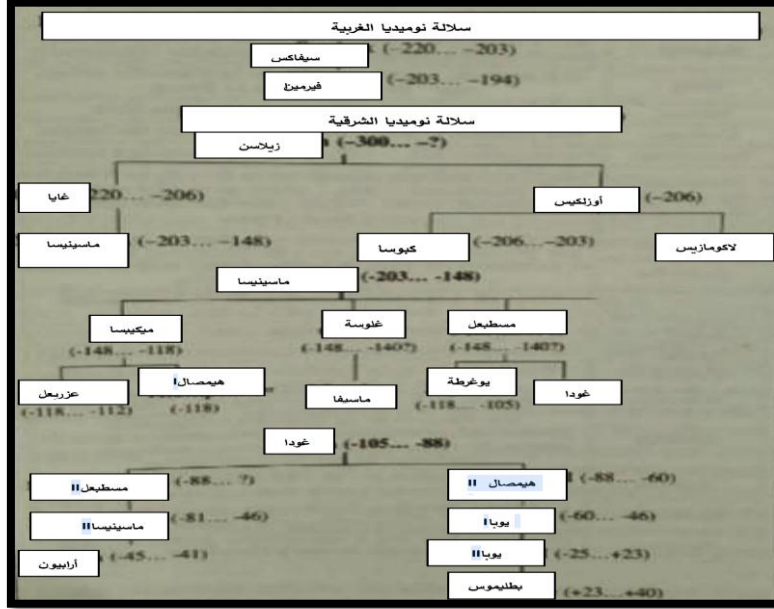 سلالة نوميديا الغربية
سيفاكس (−220... −203)
فيرمينا (−203... −194)
سلالة نوميديا الشرقية
زيلاسن (−300... −?)
غايا 220... −206) أوزلكيس (−206)
ماسينيسا (−203... −148) كبوسا (−206...−203) لاكومازيس
ماسينيسا (-203... -148)
ميكيبسا غلوسة مسطبعل
(-148... -118) (-148... -140?) (-148... -140?)
عزربعل هيمصال I ماسيفا يوغرطة غودا
(-118... -112) (-118) (-118... -105)
غودا (-105... -88)
مسطبعل II (-88... ?) هيمصال II (-88... -60)
ماسينيسا II (-81... -46) يوبا I (-60... -46)
أرابيون (-45... -41) يوبا II (-25...+23)
بطليموس (+23...+40)